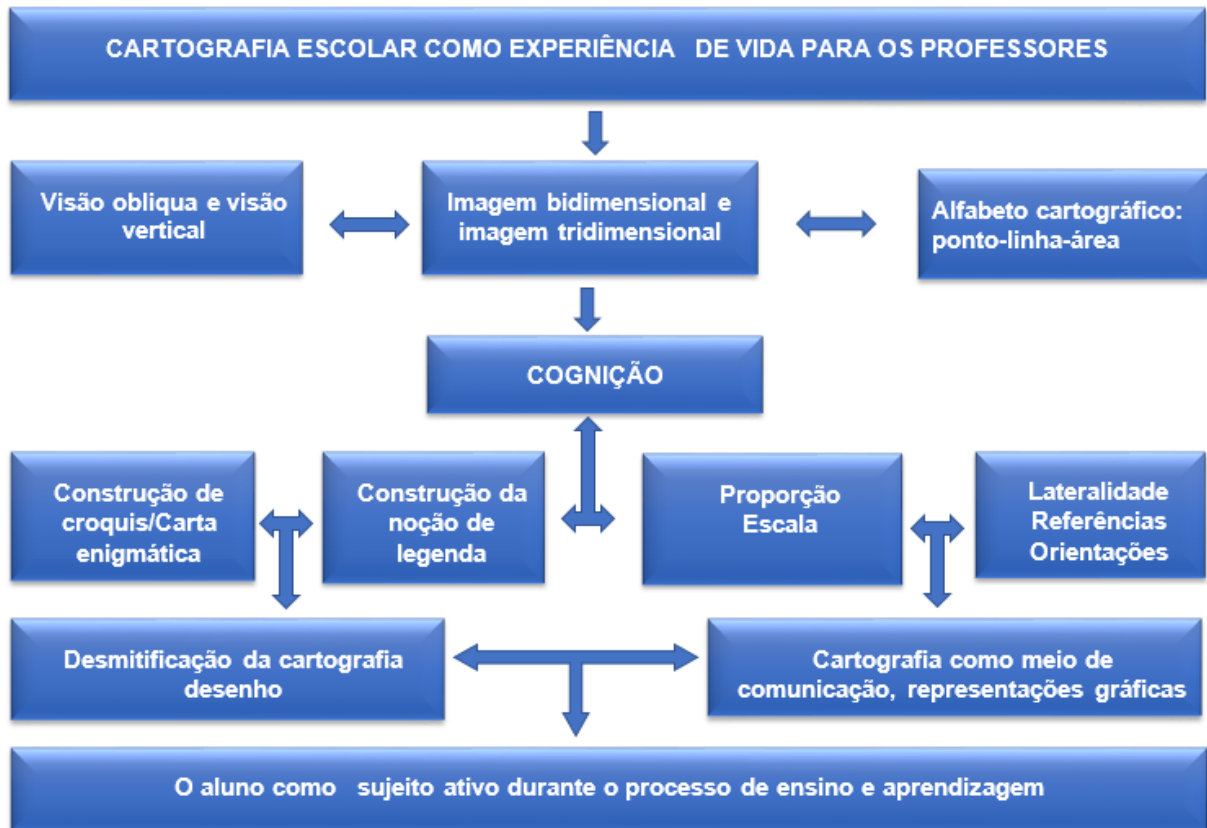 CARTOGRAFIA ESCOLAR COMO EXPERIÊNCIA DE VIDA PARA OS PROFESSORES
Visão obliqua e visão
vertical
Imagem bidimensional e
imagem tridimensional
Alfabeto cartográfico:
ponto-linha-área
COGNIÇÃO
Construção de
croquis/Carta
enigmática
Construção da
noção de
legenda
Proporção
Escala
Lateralidade
Referências
Orientações
Desmitificação da cartografia
desenho
Cartografia como meio de
comunicação, representações gráficas
O aluno como sujeito ativo durante o processo de ensino e aprendizagem